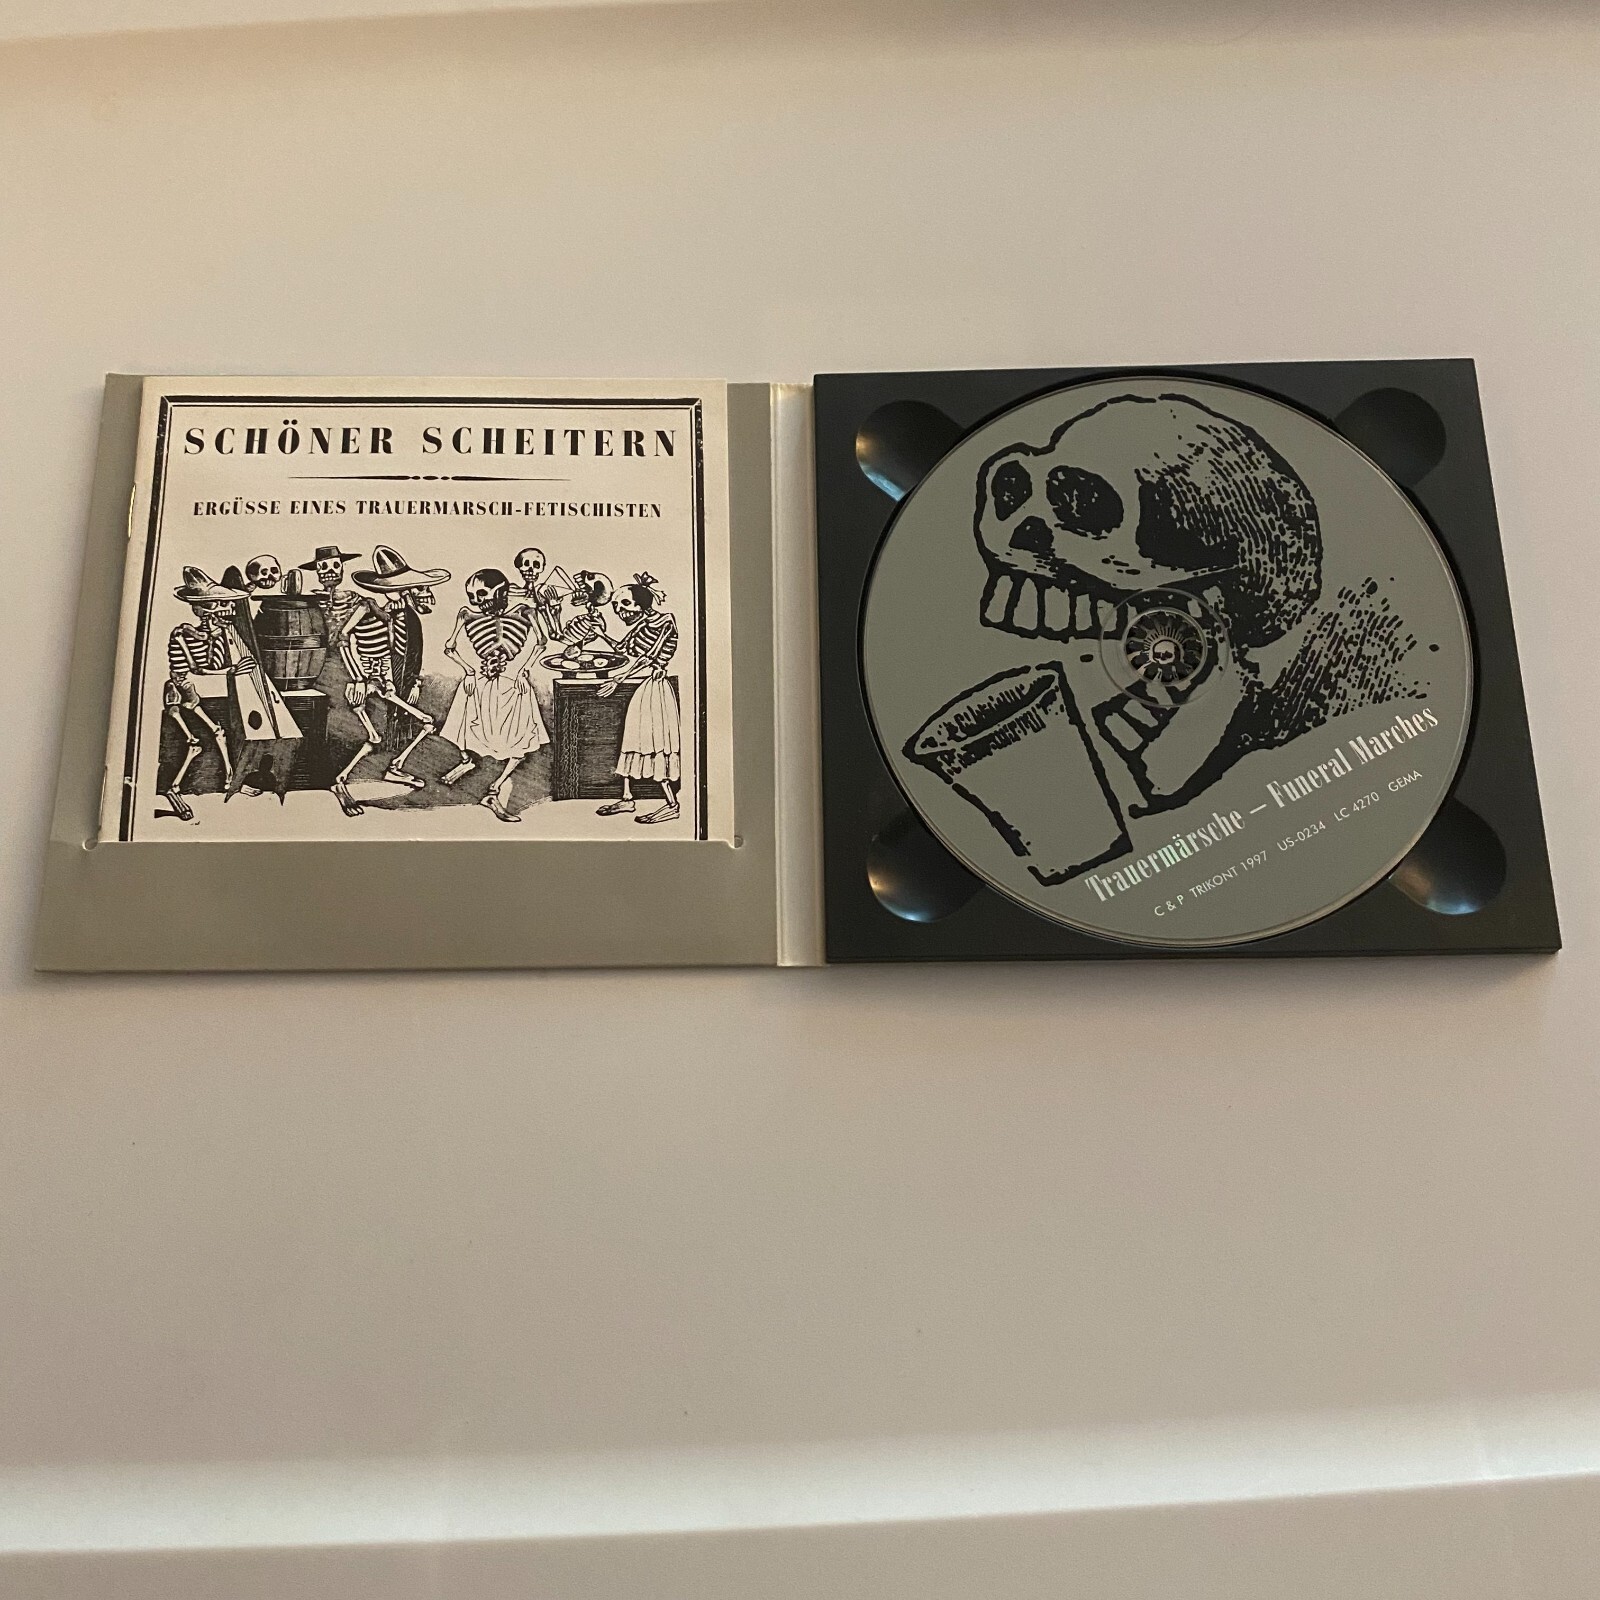 SCHÖNER SCHEITERN
ERGÜSSE EINES TRAUERMARSCH-FETISCHISTEN
Trauermärsche – Funeral Marches
C & P TRIKONT 1997 US-0234 LC 4270 GEMA